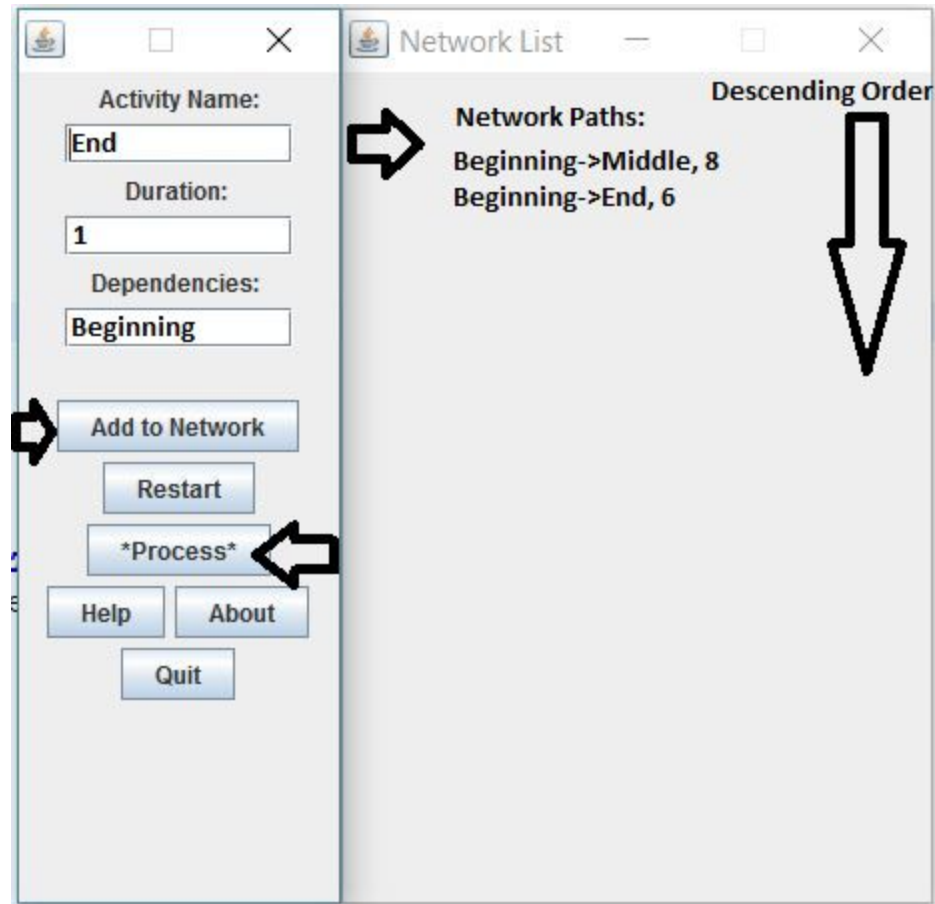 Network List
Activity Name:
End
Duration:
1
Dependencies:
Beginning
Add to Network
Restart
*Process*
Help About
Quit
Descending Order
Network Paths:
Beginning->Middle, 8
Beginning->End, 6